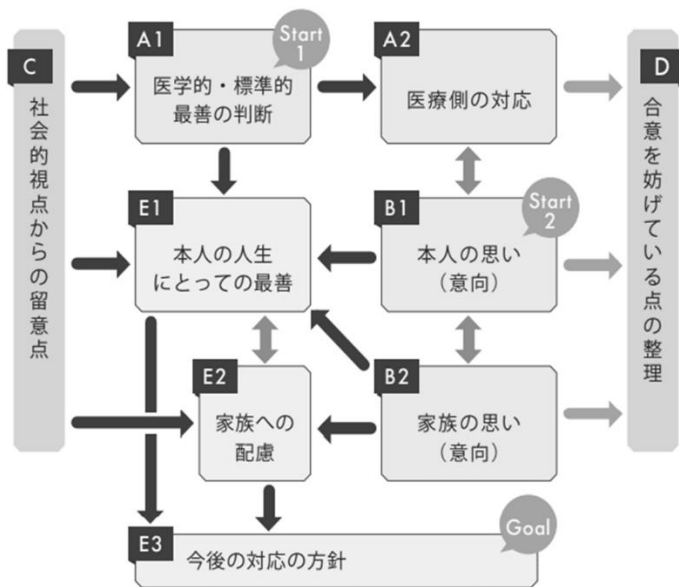 C
社会的視点からの留意点
A1
Start
1
医学的・標準的
最善の判断
A2
医療側の対応
D
合意を妨げている点の整理
E1
本人の人生
にとっての最善
B1
Start
2
本人の思い
（意向）
E2
家族への
配慮
B2
家族の思い
（意向）
E3
今後の対応の方針
Goal